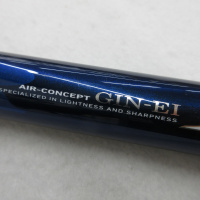 AIR-CONCEPT GIN-EI
SPECIALIZED IN LIGHTNESS AND SHARPNESS